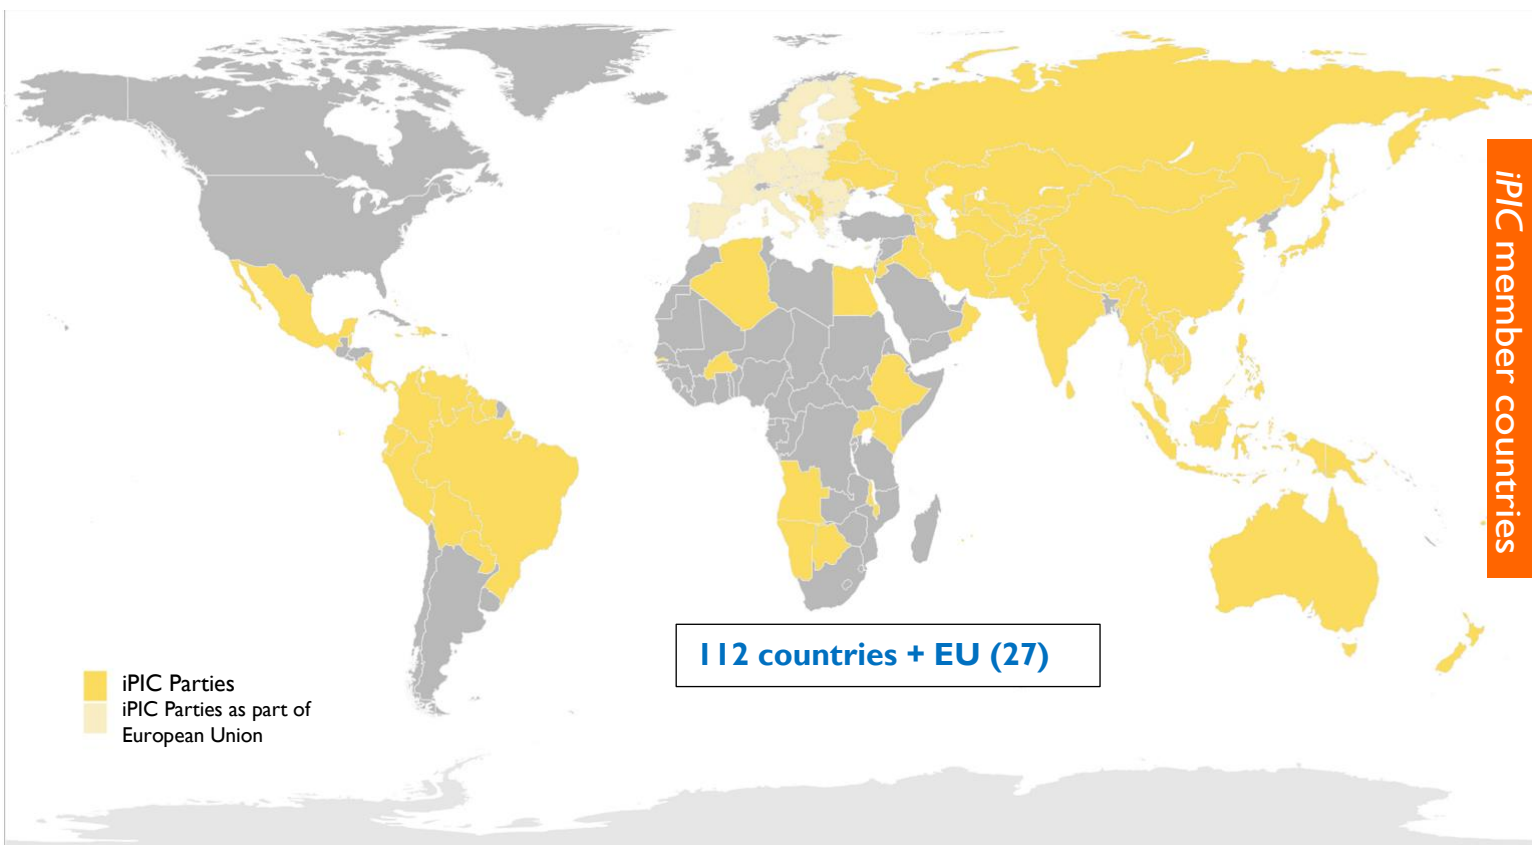 iPIC member countries
112 countries + EU (27)
iPIC Parties
iPIC Parties as part of
European Union